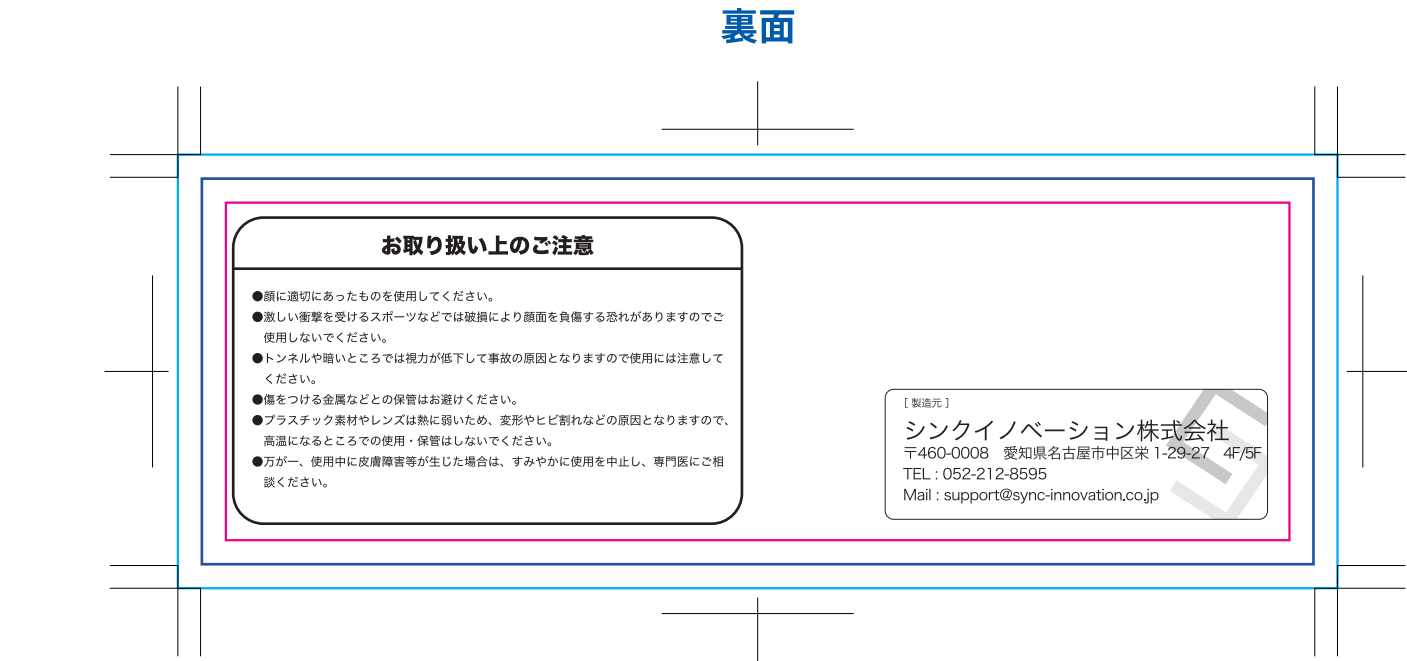 裏面
お取り扱い上のご注意
●顔に適切にあったものを使用してください。
●激しい衝撃を受けるスポーツなどでは破損により顔面を負傷する恐れがありますのでご
使用しないでください。
●トンネルや暗いところでは視力が低下して事故の原因となりますので使用には注意して
ください。
●傷をつける金属などとの保管はお避けください。
●プラスチック素材やレンズは熱に弱いため、変形やヒビ割れなどの原因となりますので、
高温になるところでの使用・保管はしないでください。
●万が一、使用中に皮膚障害等が生じた場合は、すみやかに使用を中止し、専門医にご相
談ください。
[ 製造元 ]
シンクイノベーション株式会社
〒460-0008　愛知県名古屋市中区栄 1-29-27　4F/5F
TEL : 052-212-8595
Mail : support@sync-innovation.co.jp